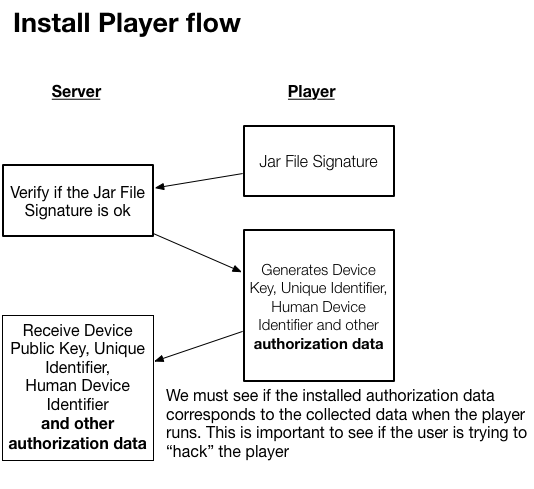 Install Player flow
Server
Player
Jar File Signature
Verify if the Jar File
Signature is ok
Generates Device
Key, Unique Identifier,
Human Device
Identifier and other
authorization data
Receive Device
Public Key, Unique
Identifier,
Human Device
Identifier
and other
authorization data
We must see if the installed authorization data
corresponds to the collected data when the player
runs. This is important to see if the user is trying to
“hack” the player